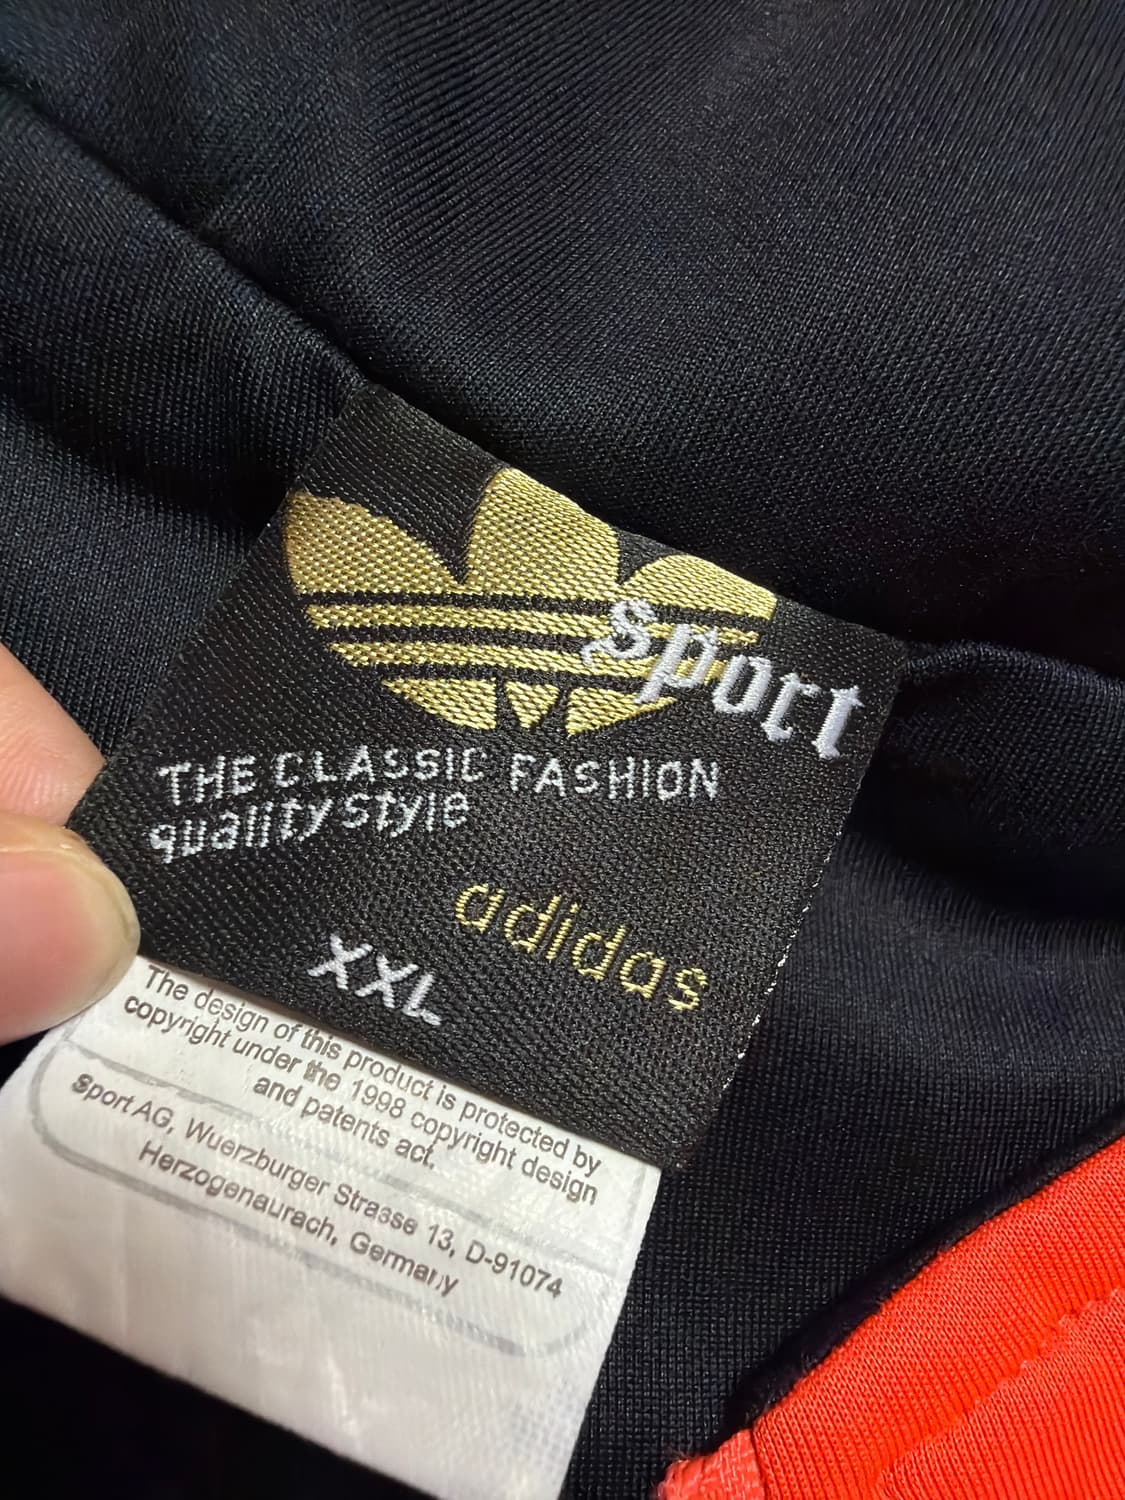 sport
THE CLASSIC FASHION
quality style
adidas
XXL
The design of this product is protected by
copyright under the 1998 copyright design
and patents act.
Sport AG, Wuerzburger Strasse 13, D-91074
Herzogenaurach, Germany